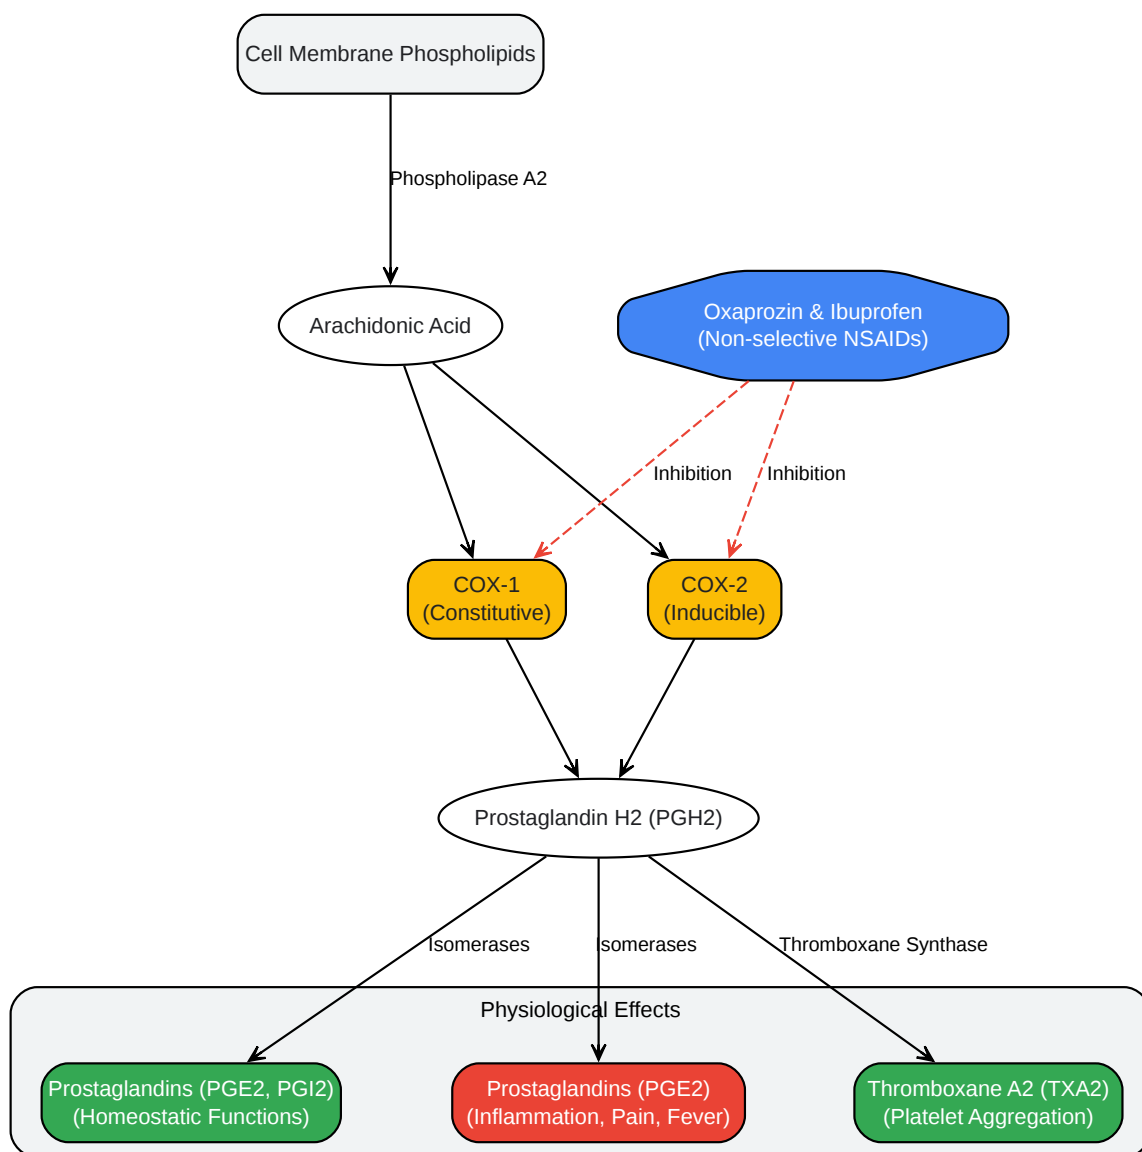 Cell Membrane Phospholipids
Phospholipase A2
Arachidonic Acid
Oxaprozin & Ibuprofen
(Non-selective NSAIDs)
Inhibition
Inhibition
COX-1
(Constitutive)
COX-2
(Inducible)
Prostaglandin H2 (PGH2)
Isomerases
Isomerases
Thromboxane Synthase
Physiological Effects
Prostaglandins (PGE2, PGI2)
(Homeostatic Functions)
Prostaglandins (PGE2)
(Inflammation, Pain, Fever)
Thromboxane A2 (TXA2)
(Platelet Aggregation)